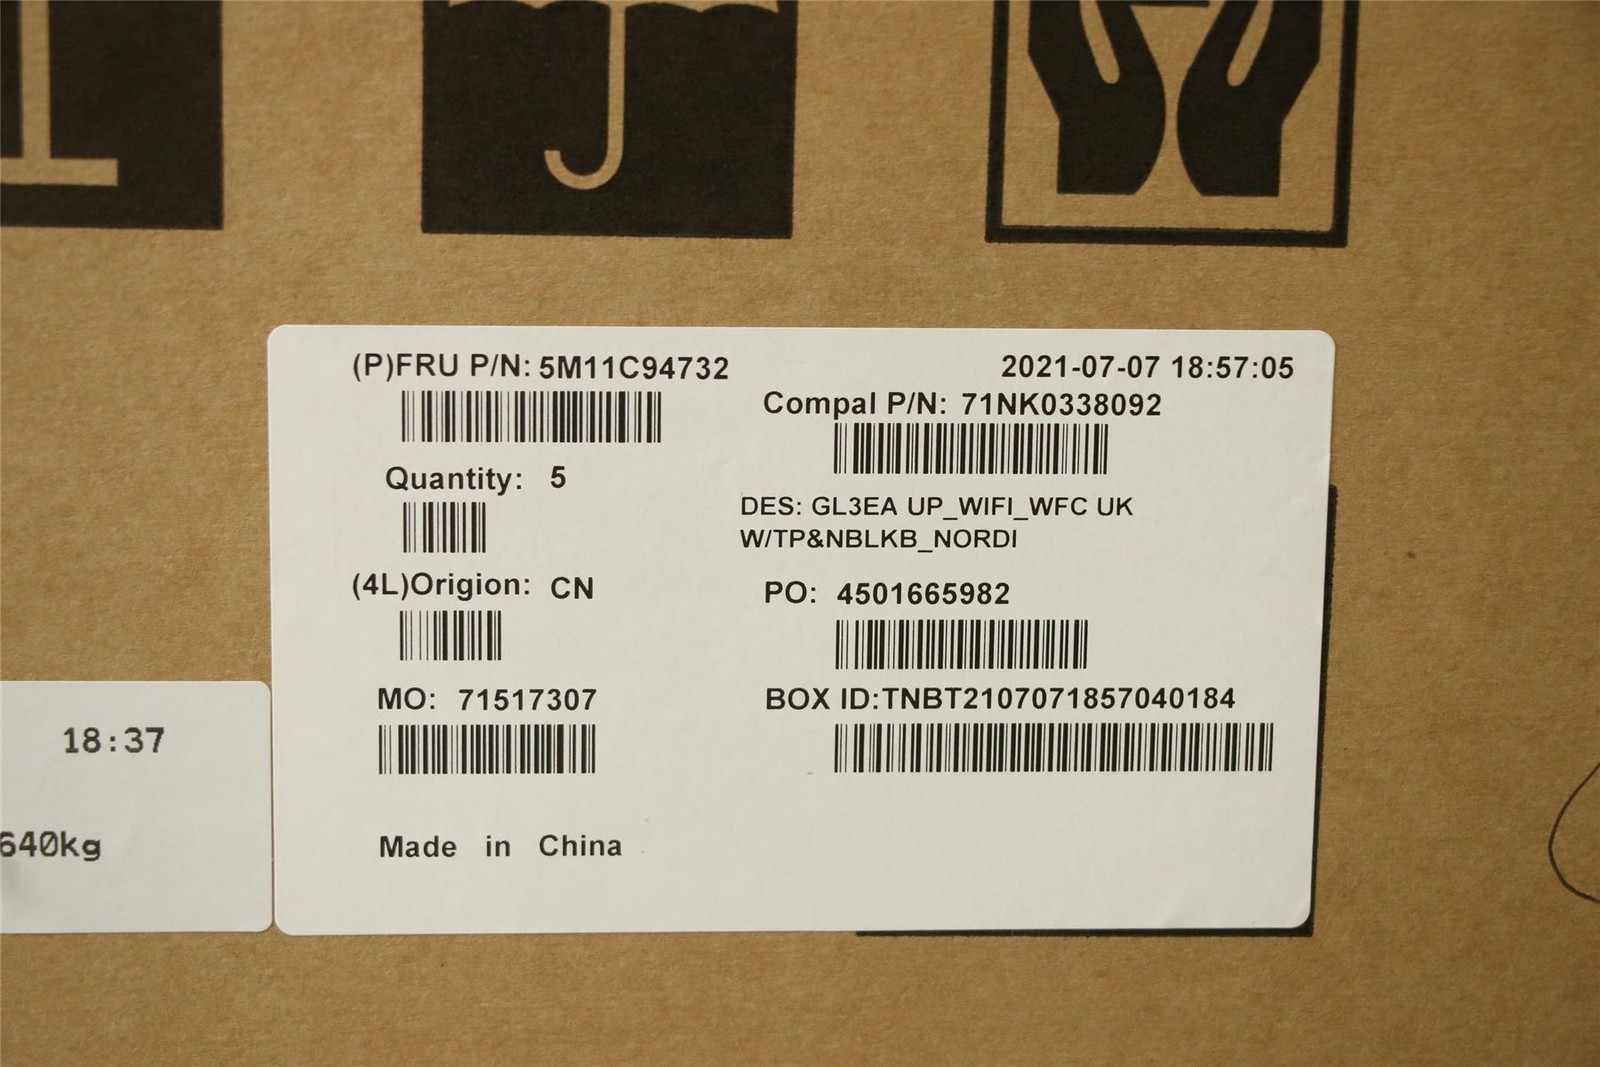 (P)FRU P/N: 5M11C94732
2021-07-07 18:57:05
Compal P/N: 71NK0338092
Quantity: 5
DES: GL3EA UP_WIFI_WFC UK
W/TP&NBLKB_NORDI
(4L)Origion: CN
PO: 4501665982
MO: 71517307
BOX ID:TNBT2107071857040184
Made in China
18:37
640kg